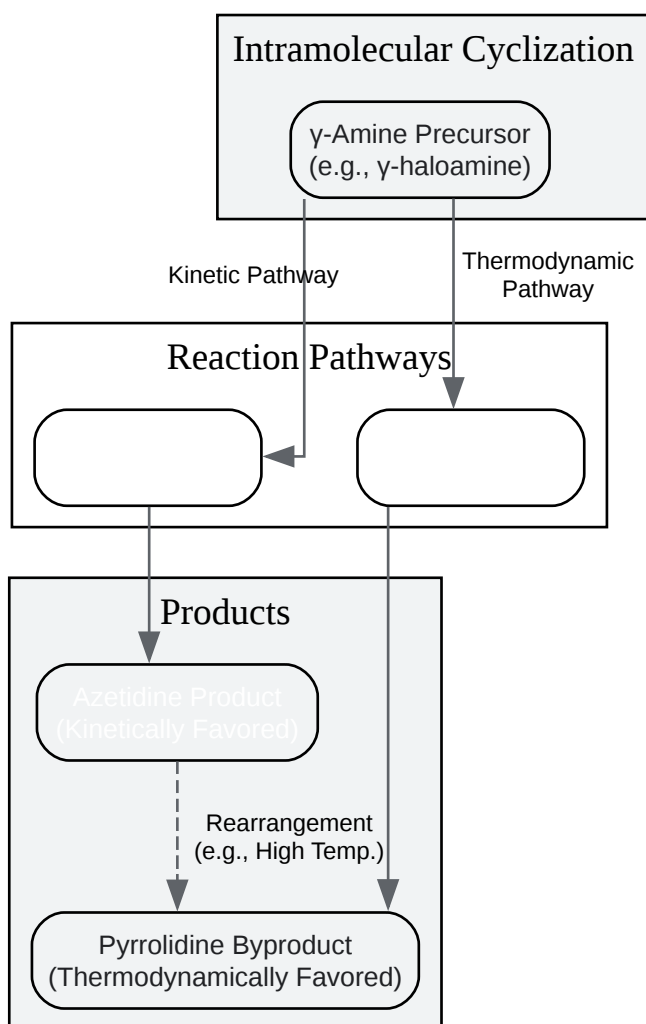 Intramolecular Cyclization
γ-Amine Precursor
(e.g., γ-haloamine)
Kinetic Pathway
Thermodynamic
Pathway
Reaction Pathways
Products
Azetidine Product
(Kinetically Favored)
Rearrangement
(e.g., High Temp.)
Pyrrolidine Byproduct
(Thermodynamically Favored)